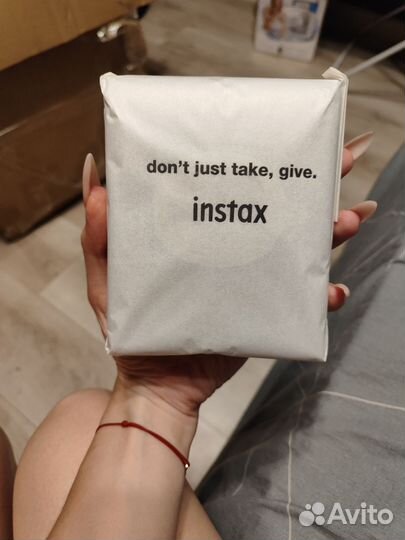 don't just take, give.
instax
Avito